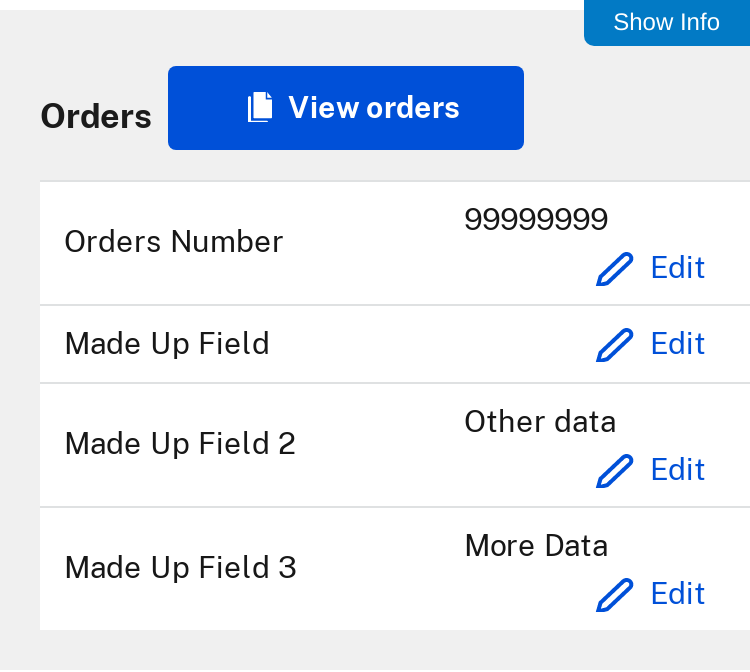 Show Info
Orders
View orders
Orders Number
99999999
Edit
Made Up Field
Edit
Made Up Field 2
Other data
Edit
Made Up Field 3
More Data
Edit